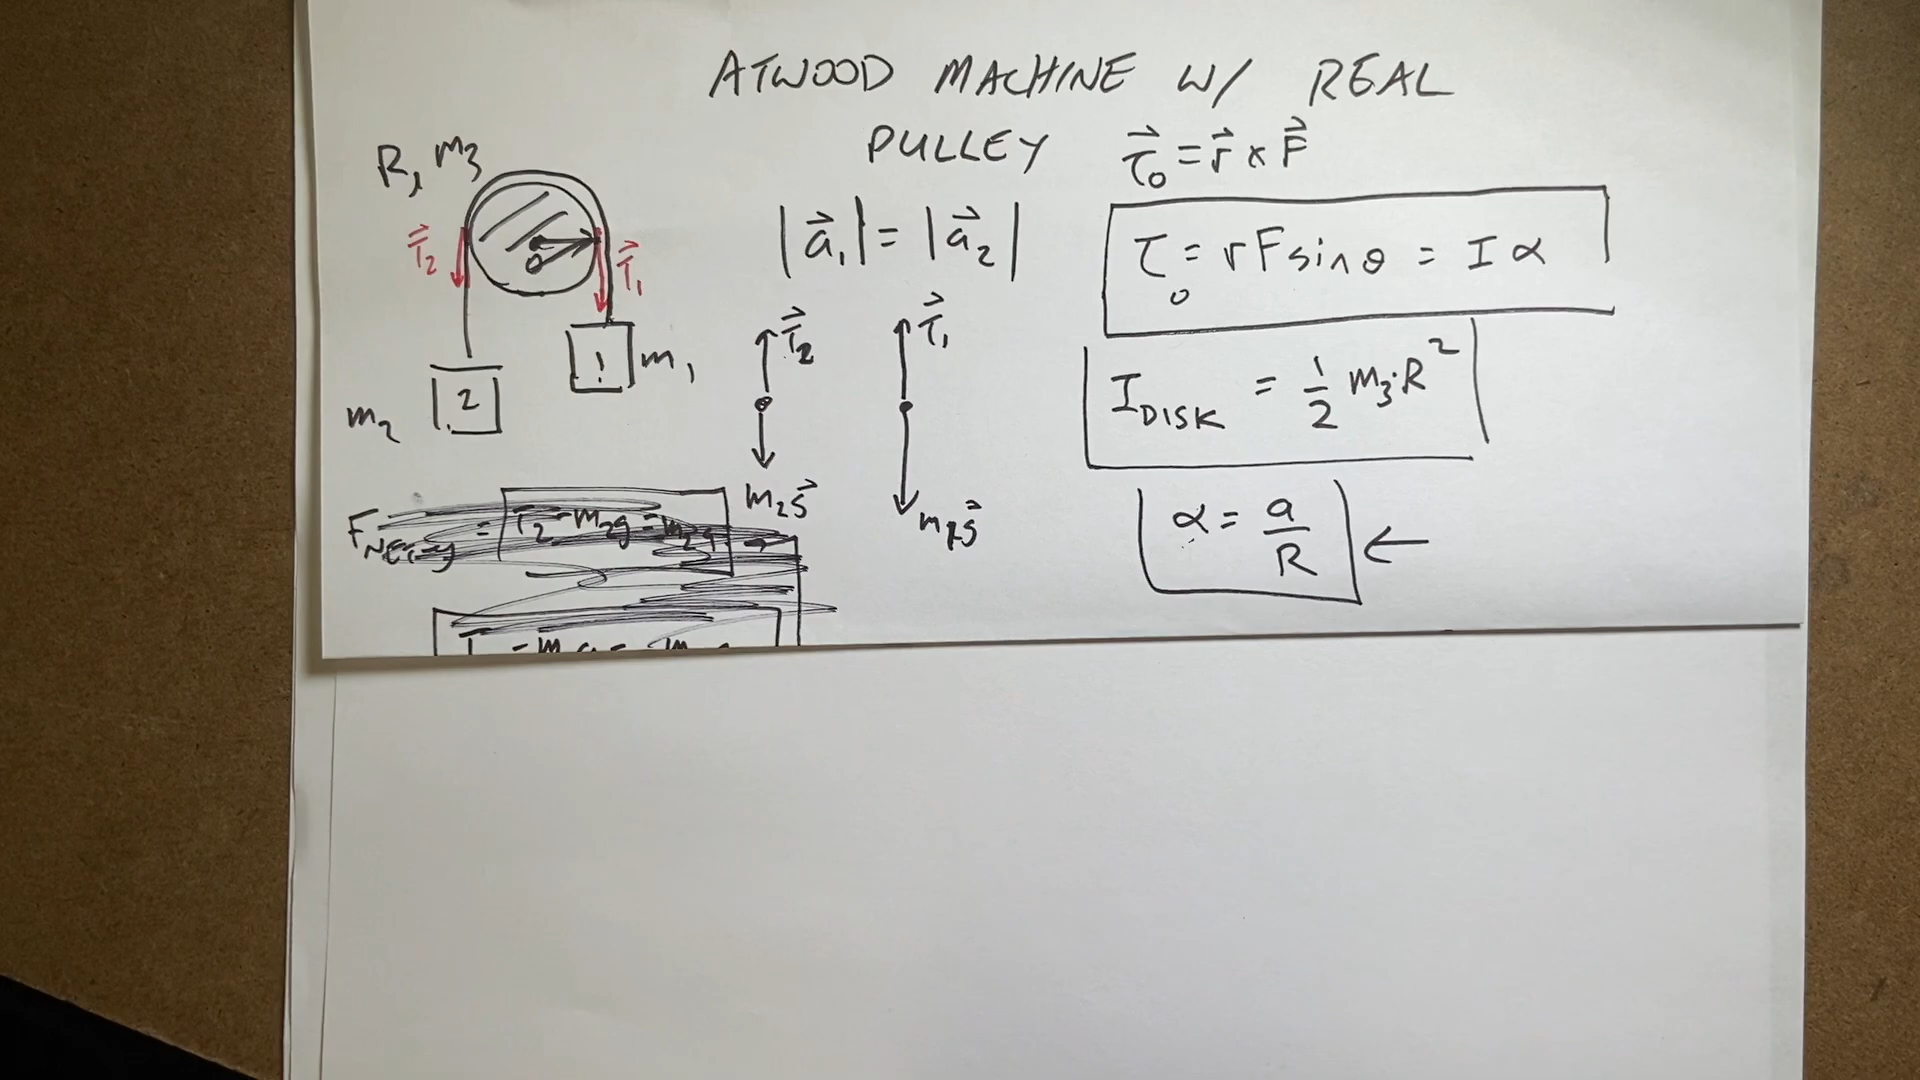 ATWOOD MACHINE W/ REAL
PULLEY
R, m₃
T⃗₂
T⃗₁
O
1
m₁
2
m₂
|a⃗₁| = |a⃗₂|
T⃗₂
T⃗₁
m₂g⃗
m₁g⃗
τ⃗₀ = r⃗ × F⃗
τ₀ = rF sin θ = I α
I_DISK = 1/2 m₃·R²
α = a/R ←